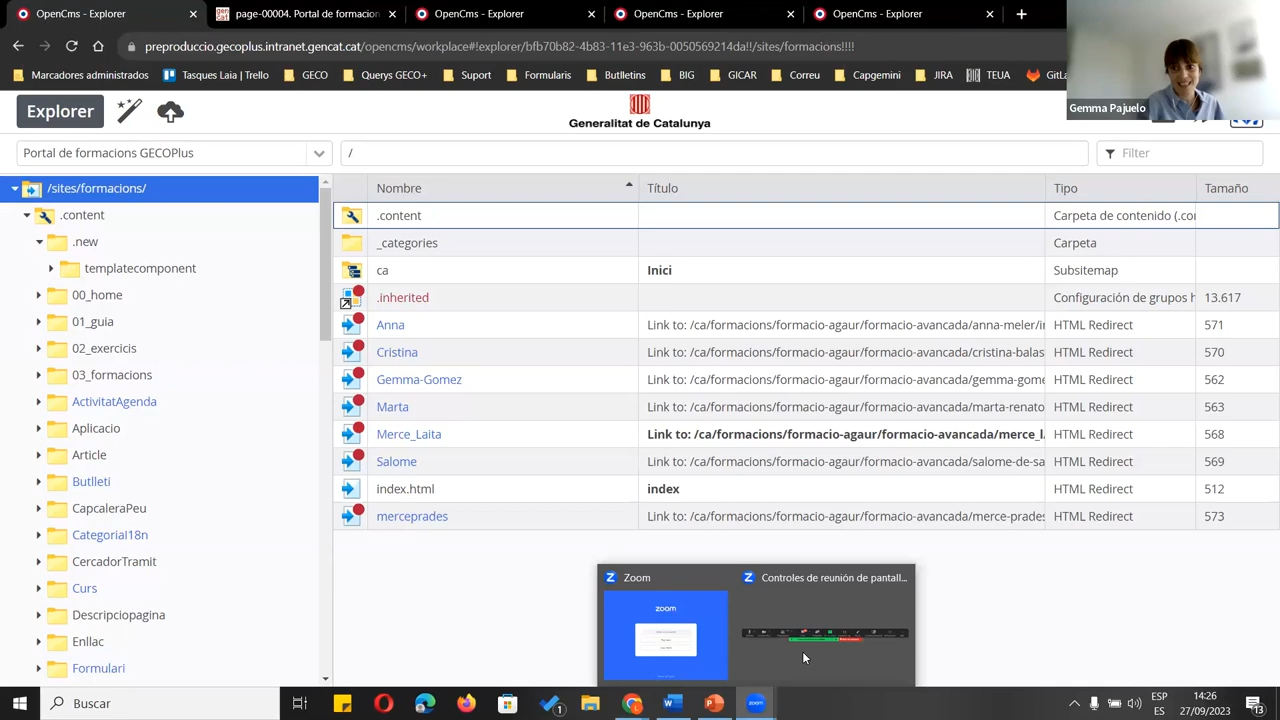 OpenCms - Explorer
page-00004. Portal de formacions
OpenCms - Explorer
OpenCms - Explorer
OpenCms - Explorer
preproducio.gecoplus.intranet.gencat.cat/opencms/workplace#!explorer/bfb70b82-4b83-11e3-963b-0050569214da!!/sites/formacions!!!!
Marcadores administrados
Tasques Laia | Trello
GECO
Queries GECO+
Suport
Formularis
Butlletins
BIG
GICAR
Correu
Capgemini
JIRA
TEUA
Gemma Pajuelo
Explorer
Generalitat de Catalunya
Portal de formacions GECOPlus
/
Filter
/sites/formacions/
.content
.new
templatecomponent
00_home
01_guia
02_exercicis
03_formacions
ActivitatAgenda
Aplicacio
Article
Butlleti
CapcaleraPeu
CategoriaI18n
CercadorTramit
Curs
Descripciopagina
Enllac
Formulari
Nombre Título Tipo Tamaño
.content Carpeta de contenido (.con
_categories Carpeta
ca Inici Subsitemap
.inherited Configuración de grupos h 13.617
Anna Link to: /ca/formacions/formacio-agaur/formacio-avancada/anna-meler/in HTML Redirect 571
Cristina Link to: /ca/formacions/formacio-agaur/formacio-avancada/cristina-balas HTML Redirect 570
Gemma-Gomez Link to: /ca/formacions/formacio-agaur/formacio-avancada/gemma-gome HTML Redirect 562
Marta Link to: /ca/formacions/formacio-agaur/formacio-avancada/marta-renato HTML Redirect 563
Merce_Laita Link to: /ca/formacions/formacio-agaur/formacio-avancada/merce_l HTML Redirect 568
Salome Link to: /ca/formacions/formacio-agaur/formacio-avancada/salome-de-sa HTML Redirect 569
index.html index HTML Redirect 512
merceprades Link to: /ca/formacions/formacio-agaur/formacio-avancada/merce-prades HTML Redirect 573
Zoom
Controles de reunión de pantall...
zoom
Buscar
ESP
ES
14:26
27/09/2023